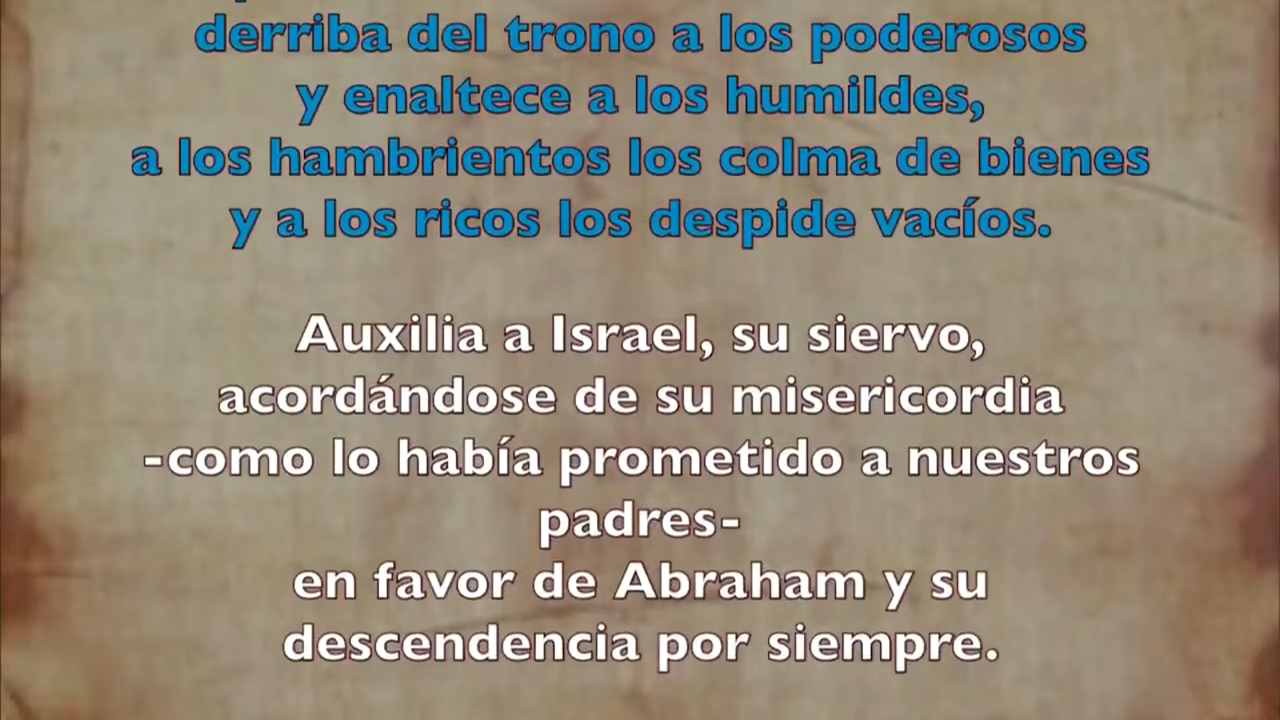 derriba del trono a los poderosos
y enaltece a los humildes,
a los hambrientos los colma de bienes
y a los ricos los despide vacíos.
Auxilia a Israel, su siervo,
acordándose de su misericordia
-como lo había prometido a nuestros
padres-
en favor de Abraham y su
descendencia por siempre.